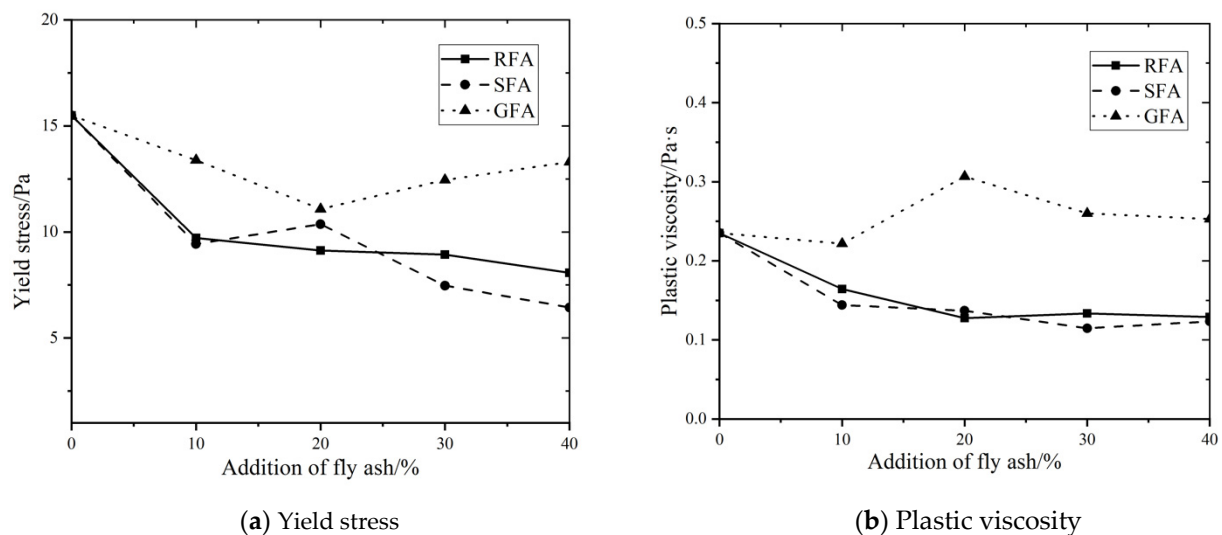 20
15
10
5
Yield stress/Pa
RFA
SFA
GFA
0 10 20 30 40
Addition of fly ash/%
(a) Yield stress
0.5
0.4
0.3
0.2
0.1
0.0
Plastic viscosity/Pa·s
RFA
SFA
GFA
0 10 20 30 40
Addition of fly ash/%
(b) Plastic viscosity